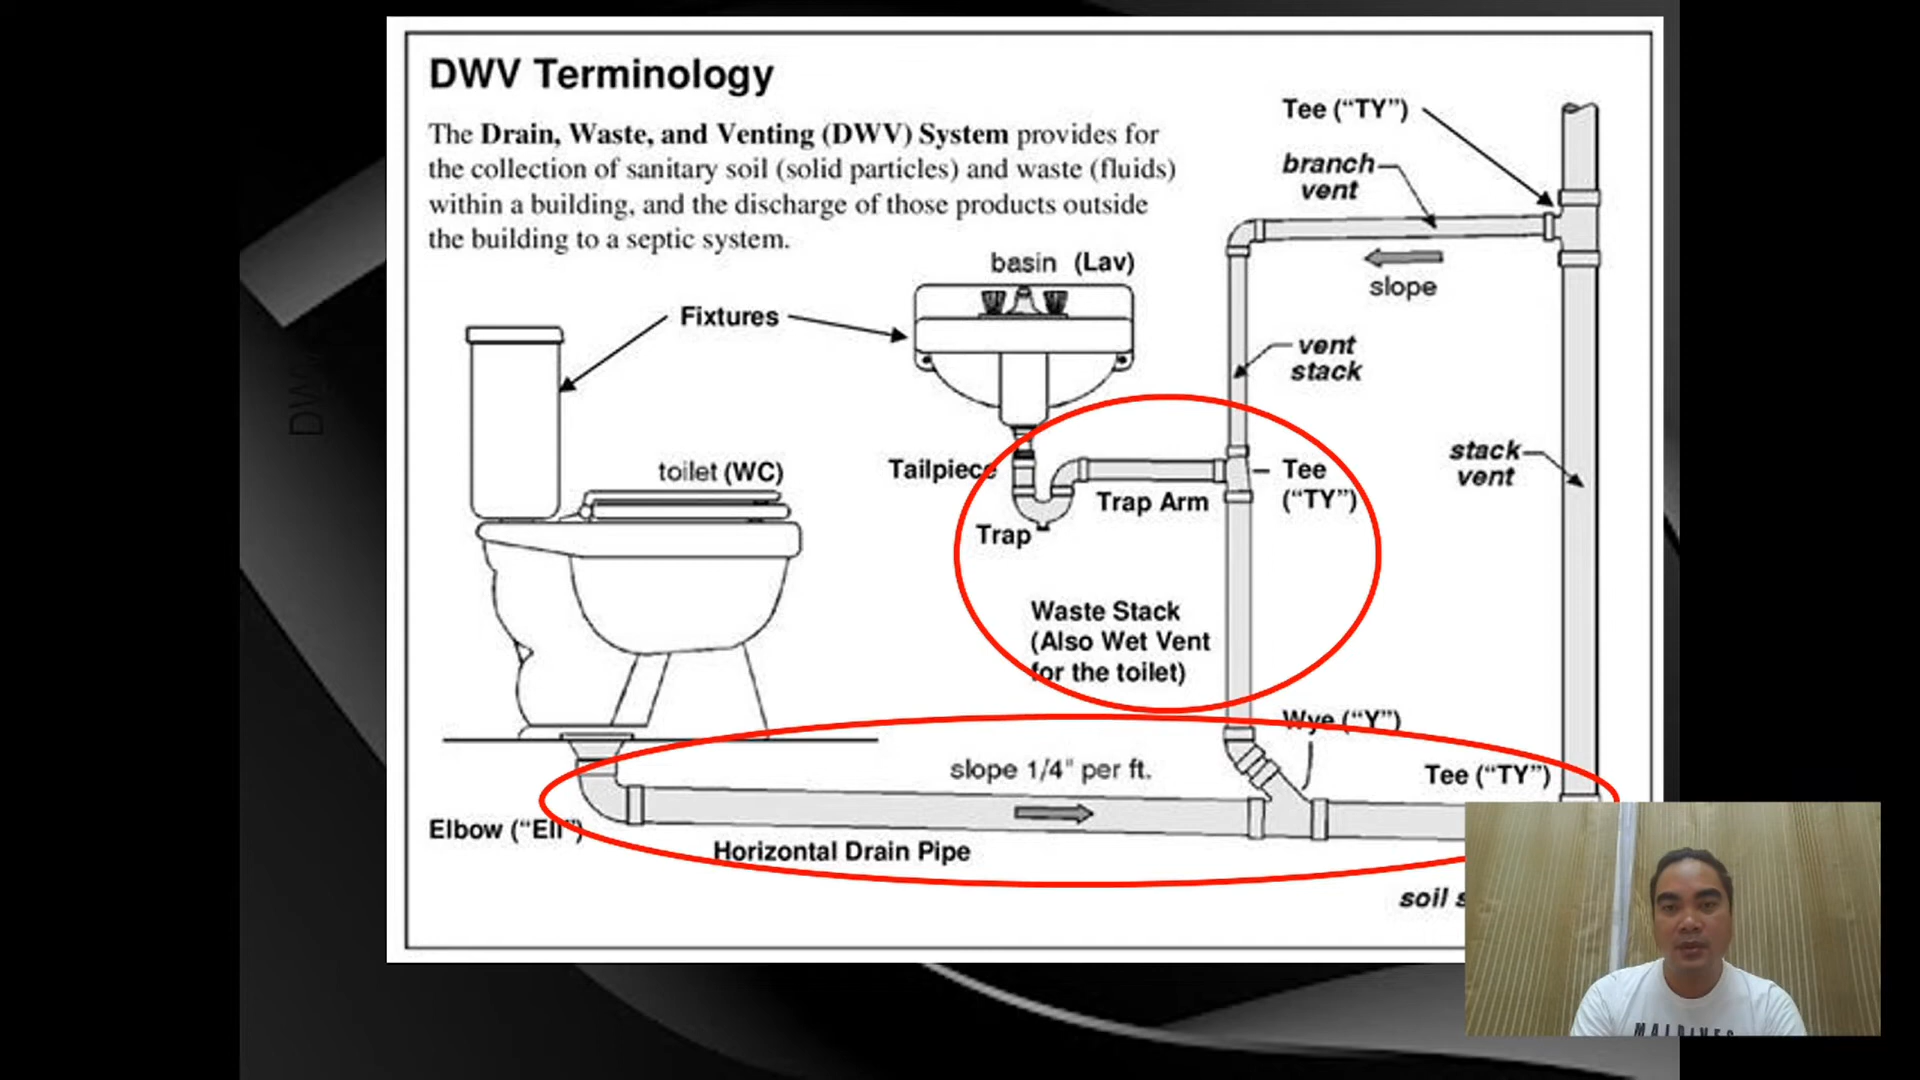 DWV Terminology
The Drain, Waste, and Venting (DWV) System provides for
the collection of sanitary soil (solid particles) and waste (fluids)
within a building, and the discharge of those products outside
the building to a septic system.
Tee (“TY”)
branch
vent
slope
basin (Lav)
Fixtures
vent
stack
stack
vent
toilet (WC)
Tailpiece
Tee
(“TY”)
Trap Arm
Trap
Waste Stack
(Also Wet Vent
for the toilet)
Wye (“Y”)
slope 1/4" per ft.
Tee (“TY”)
Elbow (“Ell”)
Horizontal Drain Pipe
soil
MALDIVES